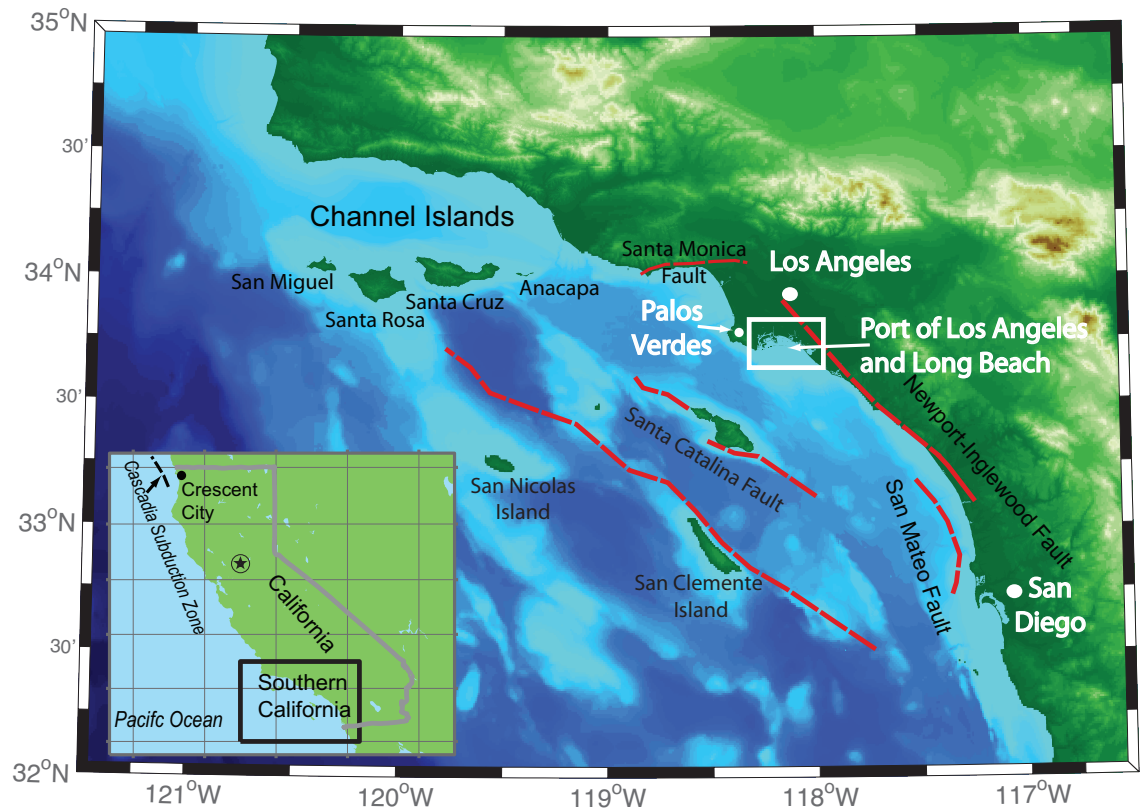 35°N
30'
34°N
30'
33°N
30'
32°N
121°W
120°W
119°W
118°W
117°W
Channel Islands
San Miguel
Santa Rosa
Santa Cruz
Anacapa
Santa Monica
Fault
Los Angeles
Palos
Verdes
Port of Los Angeles
and Long Beach
Newport-Inglewood Fault
Santa Catalina Fault
San Nicolas
Island
San Clemente
Island
San Mateo Fault
San
Diego
Cascadia Subduction Zone
Crescent
City
California
Southern
California
Pacifc Ocean